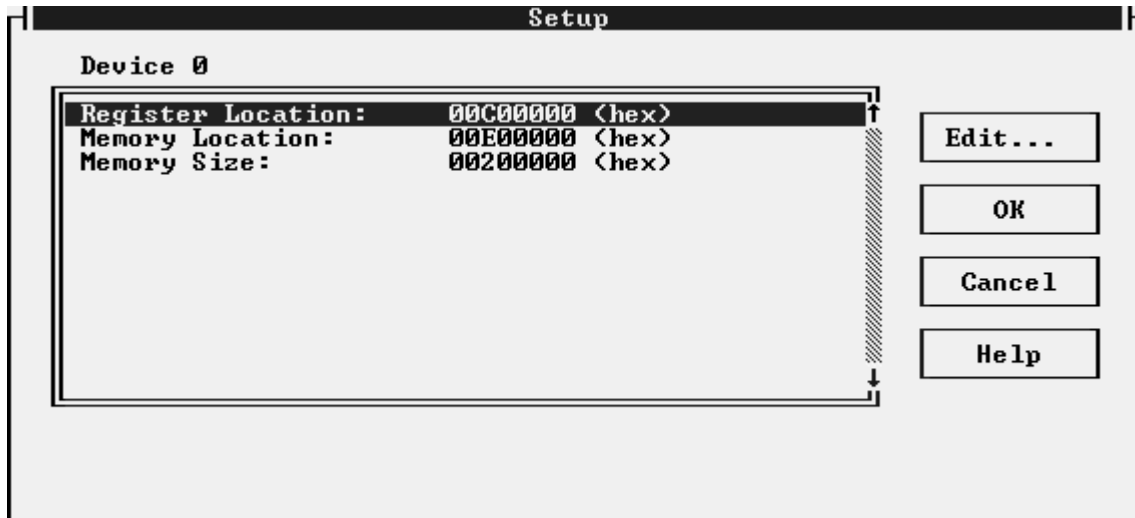 Setup
Device 0
Register Location: 00C00000 (hex)
Memory Location: 00E00000 (hex)
Memory Size: 00200000 (hex)
Edit...
OK
Cancel
Help